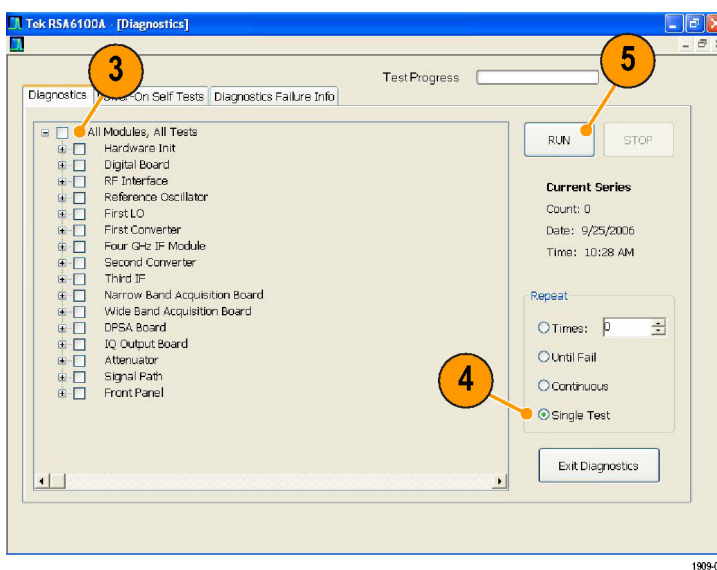 Tek RSA6100A - [Diagnostics]
3
5
Test Progress
Diagnostics Power-On Self Tests Diagnostics Failure Info
All Modules, All Tests
Hardware Init
Digital Board
RF Interface
Reference Oscillator
First LO
First Converter
Four GHz IF Module
Second Converter
Third IF
Narrow Band Acquisition Board
Wide Band Acquisition Board
DPSA Board
IQ Output Board
Attenuator
Signal Path
Front Panel
RUN STOP
Current Series
Count: 0
Date: 9/25/2006
Time: 10:28 AM
Repeat
Times: 0
Until Fail
Continuous
4
Single Test
Exit Diagnostics